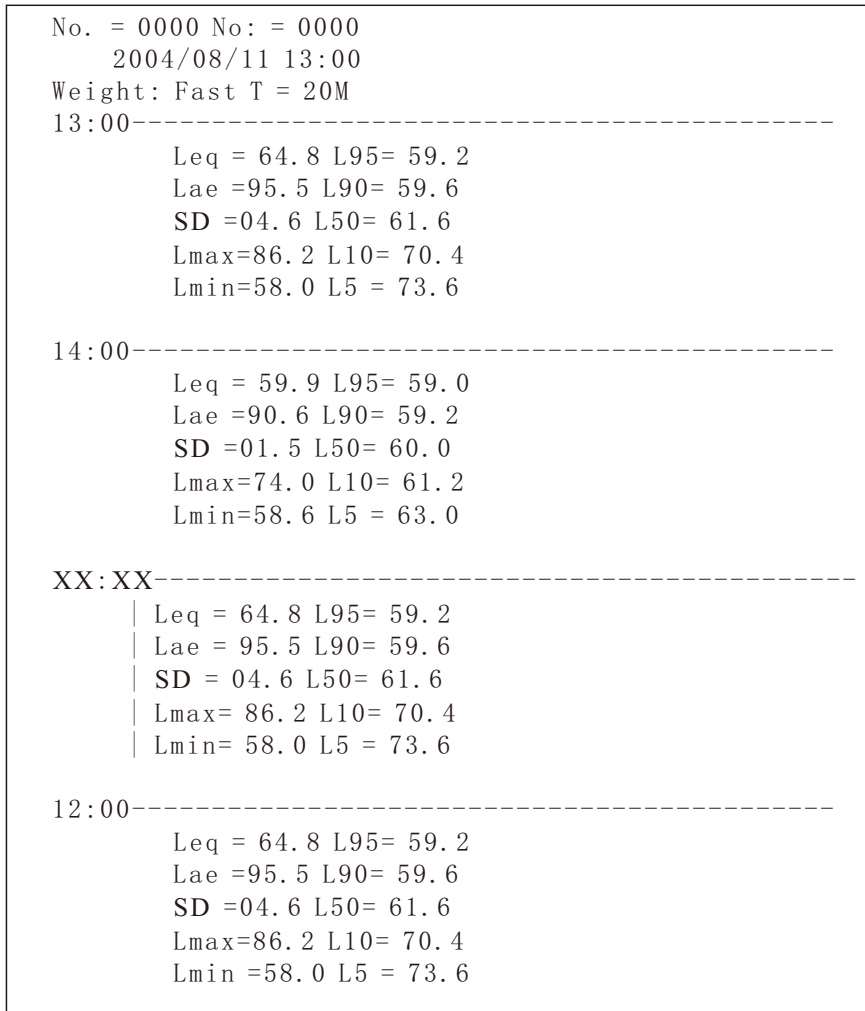 No. = 0000 No: = 0000
2004/08/11 13:00
Weight: Fast T = 20M
13:00---------------------------------------------
Leq = 64.8 L95= 59.2
Lae =95.5 L90= 59.6
SD =04.6 L50= 61.6
Lmax=86.2 L10= 70.4
Lmin=58.0 L5 = 73.6
14:00---------------------------------------------
Leq = 59.9 L95= 59.0
Lae =90.6 L90= 59.2
SD =01.5 L50= 60.0
Lmax=74.0 L10= 61.2
Lmin=58.6 L5 = 63.0
XX:XX---------------------------------------------
| Leq = 64.8 L95= 59.2
| Lae = 95.5 L90= 59.6
| SD = 04.6 L50= 61.6
| Lmax= 86.2 L10= 70.4
| Lmin= 58.0 L5 = 73.6
12:00---------------------------------------------
Leq = 64.8 L95= 59.2
Lae =95.5 L90= 59.6
SD =04.6 L50= 61.6
Lmax=86.2 L10= 70.4
Lmin =58.0 L5 = 73.6